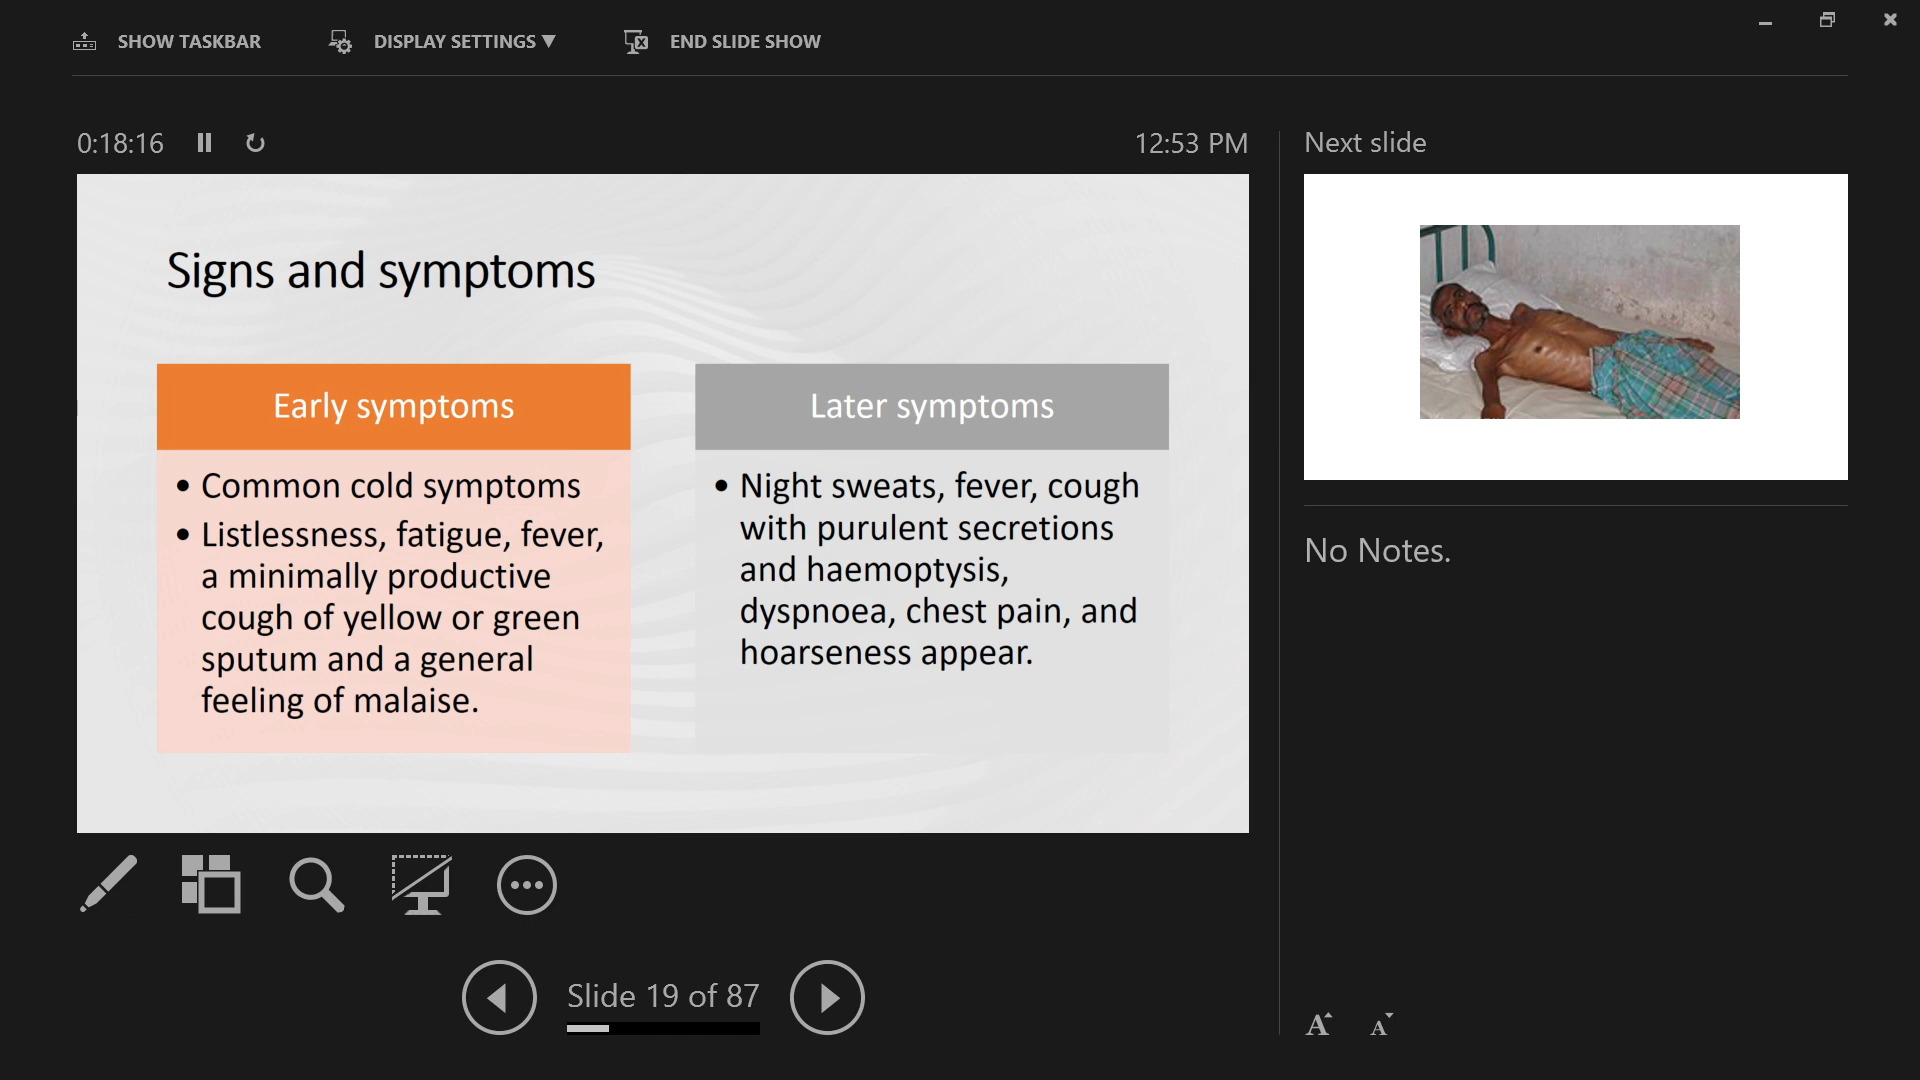 SHOW TASKBAR
DISPLAY SETTINGS ▼
END SLIDE SHOW
0:18:16
12:53 PM
Signs and symptoms
Early symptoms
• Common cold symptoms
• Listlessness, fatigue, fever,
a minimally productive
cough of yellow or green
sputum and a general
feeling of malaise.
Later symptoms
• Night sweats, fever, cough
with purulent secretions
and haemoptysis,
dyspnoea, chest pain, and
hoarseness appear.
Slide 19 of 87
Next slide
No Notes.
A
A